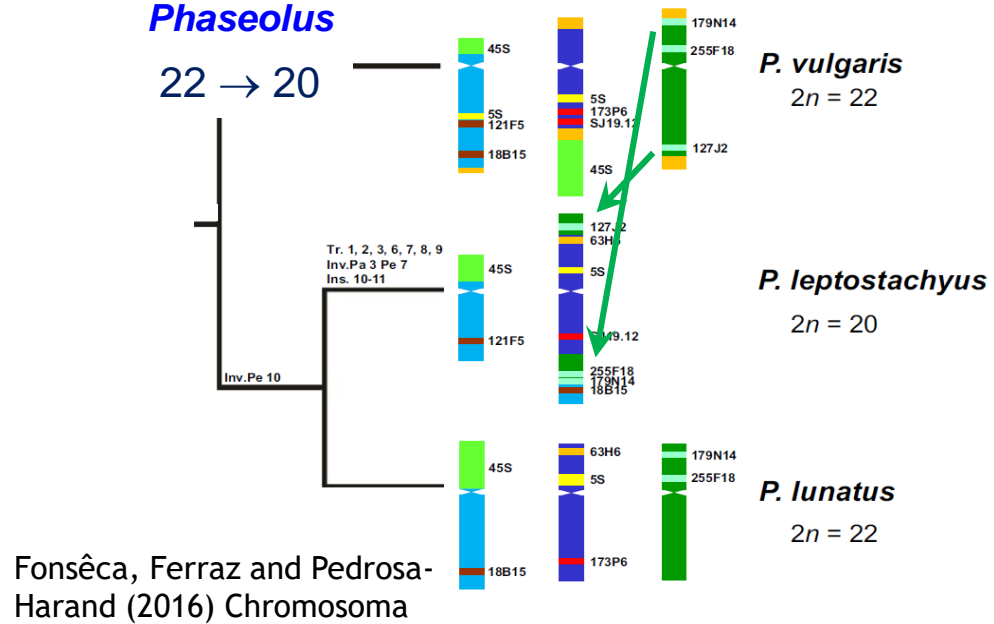 Phaseolus
22 → 20
45S
5S
121F5
18B15
5S
173P6
SJ19.12
45S
179N14
255F18
127J2
P. vulgaris
2n = 22
Tr. 1, 2, 3, 6, 7, 8, 9
Inv.Pa 3 Pe 7
Ins. 10-11
Inv.Pe 10
45S
121F5
127J2
63H6
5S
SJ19.12
255F18
179N14
18B15
P. leptostachyus
2n = 20
45S
18B15
63H6
5S
173P6
179N14
255F18
P. lunatus
2n = 22
Fonsêca, Ferraz and Pedrosa-
Harand (2016) Chromosoma